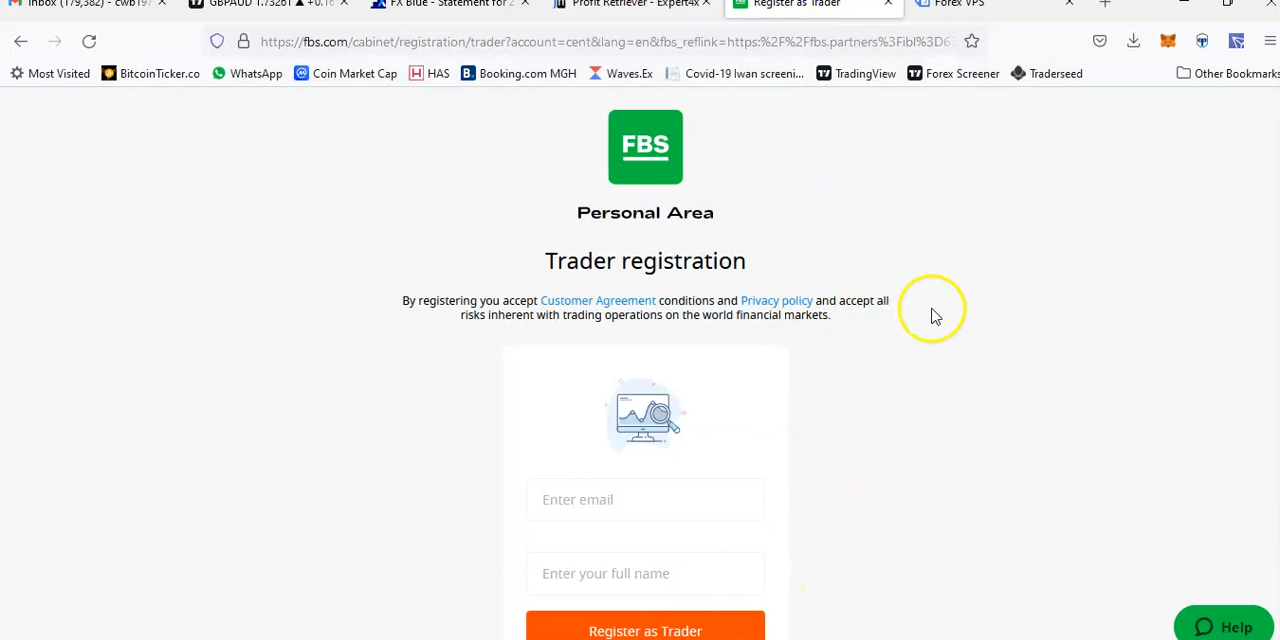 Inbox (179,382) - cwb197
GBPAUD 1.73261 ▲ +0.16
FX Blue - Statement for 2
Profit Retriever - Expert4x
Register as Trader
Forex VPS
https://fbs.com/cabinet/registration/trader?account=cent&lang=en&fbs_reflink=https:%2F%2Ffbs.partners%3Fibl%3D6
Most Visited
BitcoinTicker.co
WhatsApp
Coin Market Cap
HAS
Booking.com MGH
Waves.Ex
Covid-19 Iwan screeni...
TradingView
Forex Screener
Traderseed
Other Bookmarks
FBS
Personal Area
Trader registration
By registering you accept Customer Agreement conditions and Privacy policy and accept all
risks inherent with trading operations on the world financial markets.
Enter email
Enter your full name
Register as Trader
Help